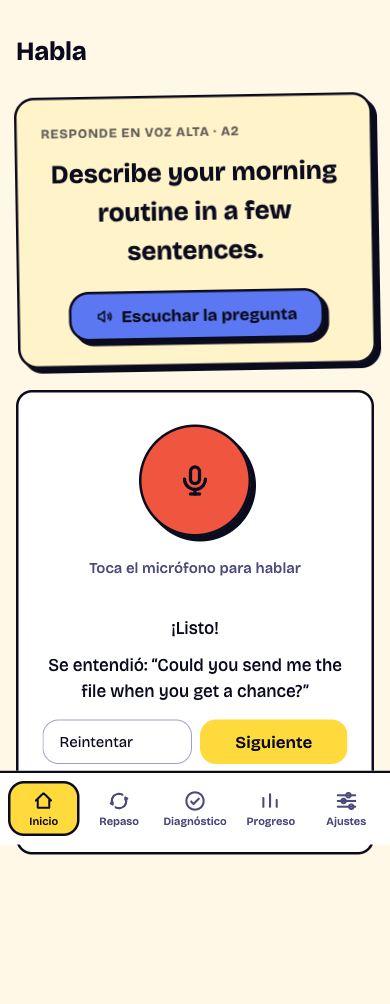 Habla
RESPONDE EN VOZ ALTA · A2
Describe your morning
routine in a few
sentences.
Escuchar la pregunta
Toca el micrófono para hablar
¡Listo!
Se entendió: “Could you send me the
file when you get a chance?”
Reintentar
Siguiente
Inicio
Repaso
Diagnóstico
Progreso
Ajustes